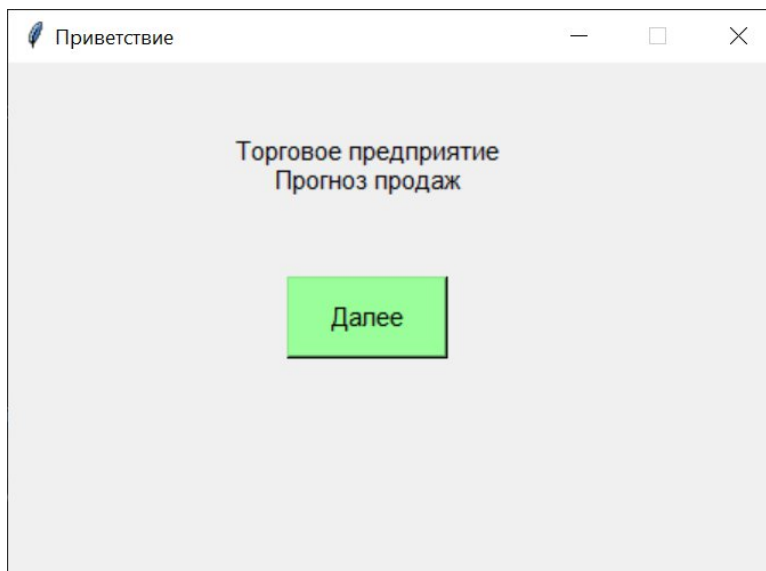 Приветствие
Торговое предприятие
Прогноз продаж
Далее